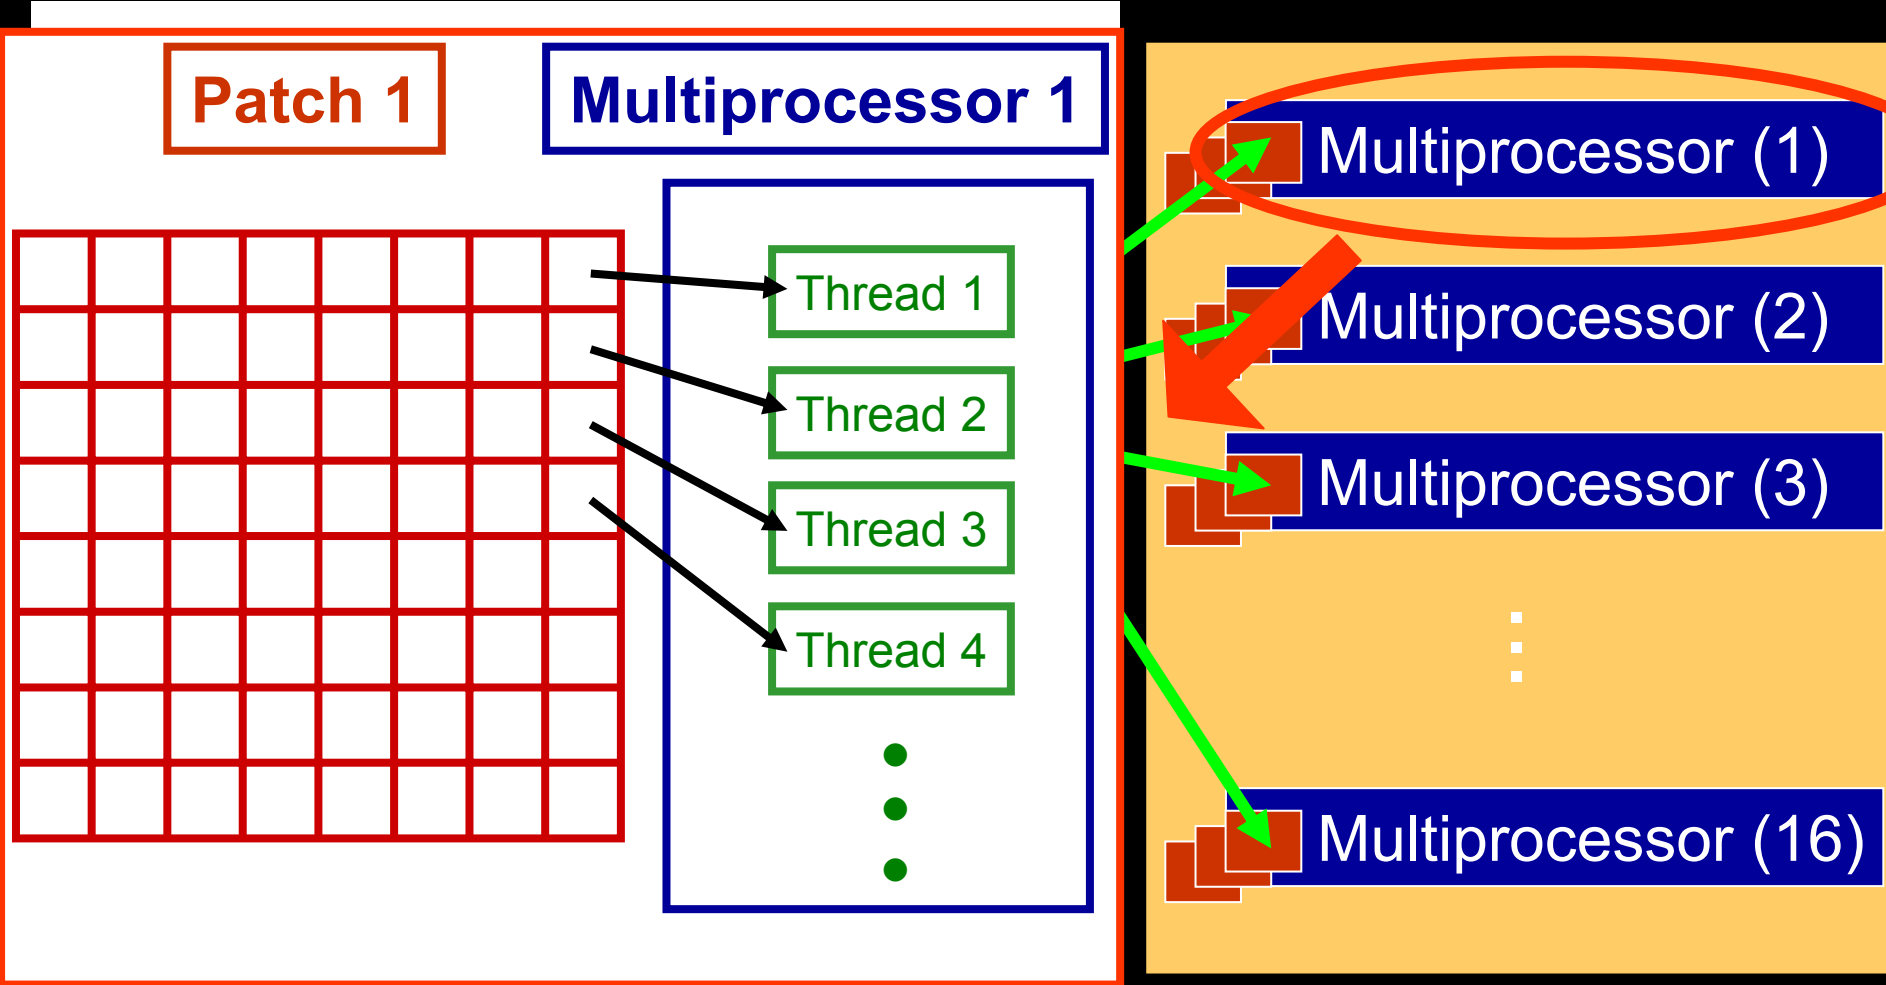 Patch 1
Multiprocessor 1
Thread 1
Thread 2
Thread 3
Thread 4
Multiprocessor (1)
Multiprocessor (2)
Multiprocessor (3)
Multiprocessor (16)